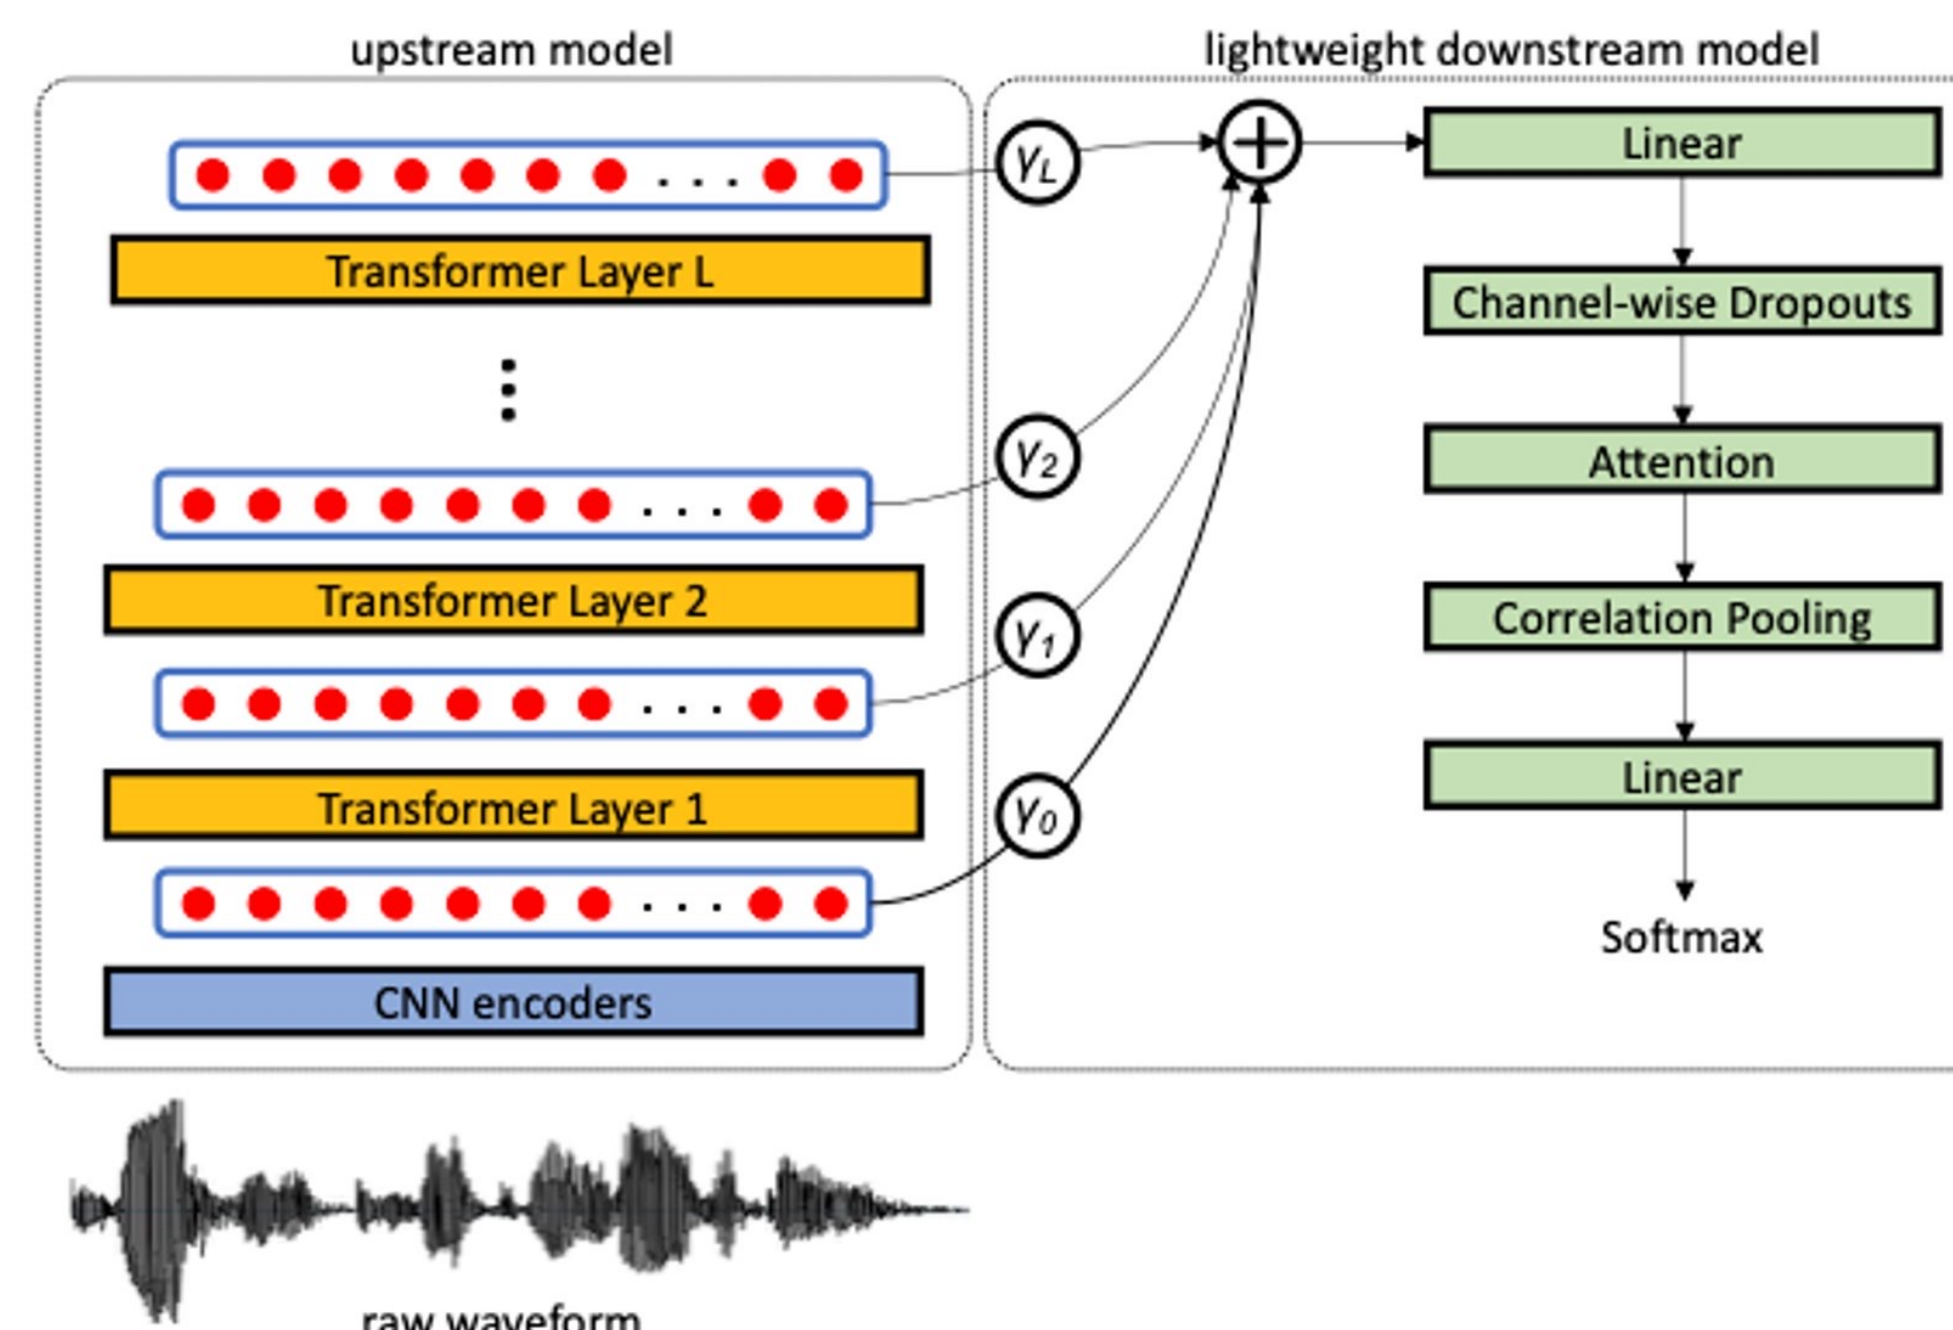 upstream model
lightweight downstream model
γL
Linear
Transformer Layer L
Channel-wise Dropouts
γ2
Attention
Transformer Layer 2
γ1
Correlation Pooling
Transformer Layer 1
γ0
Linear
Softmax
CNN encoders
raw waveform